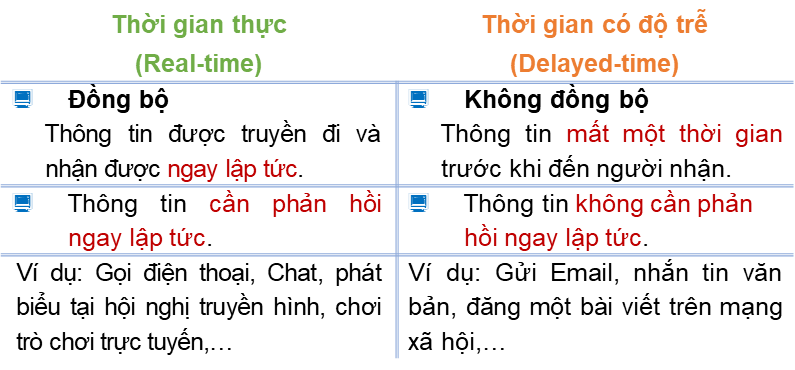 Thời gian thực
(Real-time)
Thời gian có độ trễ
(Delayed-time)
Đồng bộ
Thông tin được truyền đi và
nhận được ngay lập tức.
Không đồng bộ
Thông tin mất một thời gian
trước khi đến người nhận.
Thông tin cần phản hồi
ngay lập tức.
Thông tin không cần phản
hồi ngay lập tức.
Ví dụ: Gọi điện thoại, Chat, phát
biểu tại hội nghị truyền hình, chơi
trò chơi trực tuyến,…
Ví dụ: Gửi Email, nhắn tin văn
bản, đăng một bài viết trên mạng
xã hội,…